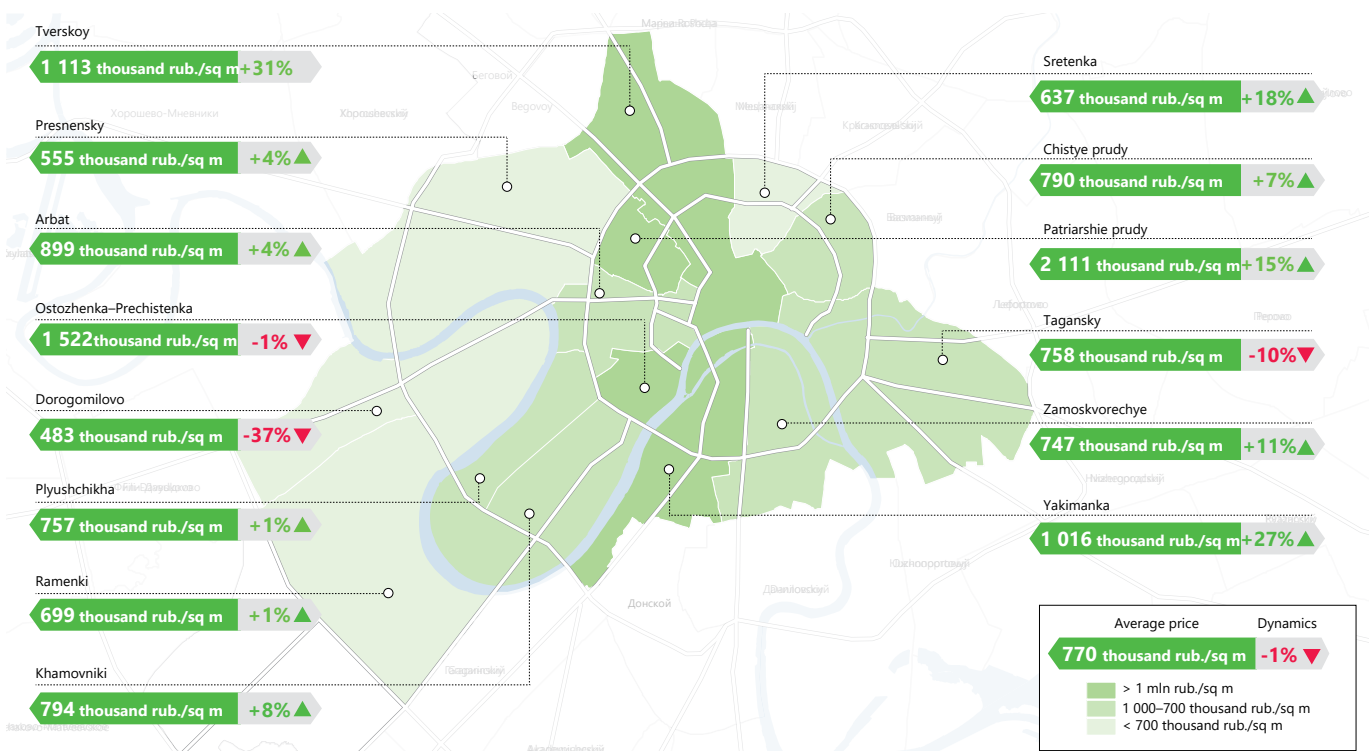 Tverskoy
1 113 thousand rub./sq m +31%
Presnensky
555 thousand rub./sq m +4%
Arbat
899 thousand rub./sq m +4%
Ostozhenka–Prechistenka
1 522thousand rub./sq m -1%
Dorogomilovo
483 thousand rub./sq m -37%
Plyushchikha
757 thousand rub./sq m +1%
Ramenki
699 thousand rub./sq m +1%
Khamovniki
794 thousand rub./sq m +8%
Хорошево-Мневники
Беговой
Begovoy
Донской
Sretenka
637 thousand rub./sq m +18%
Chistye prudy
790 thousand rub./sq m +7%
Patriarshie prudy
2 111 thousand rub./sq m +15%
Tagansky
758 thousand rub./sq m -10%
Zamoskvorechye
747 thousand rub./sq m +11%
Yakimanka
1 016 thousand rub./sq m +27%
Average price Dynamics
770 thousand rub./sq m -1%
> 1 mln rub./sq m
1 000–700 thousand rub./sq m
< 700 thousand rub./sq m